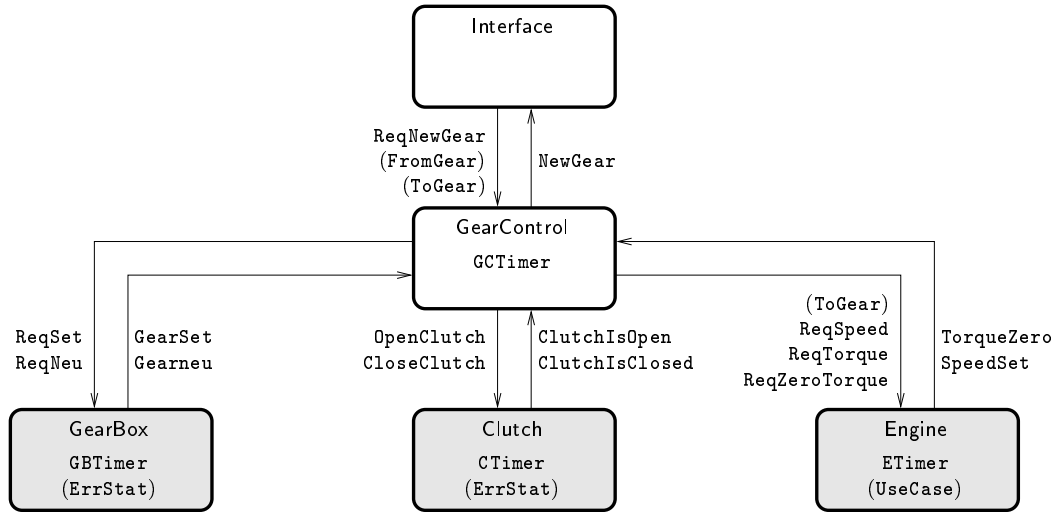 Interface
ReqNewGear
(FromGear)
(ToGear)
NewGear
GearControl
GCTimer
ReqSet
ReqNeu
GearSet
Gearneu
OpenClutch
CloseClutch
ClutchIsOpen
ClutchIsClosed
(ToGear)
ReqSpeed
ReqTorque
ReqZeroTorque
TorqueZero
SpeedSet
GearBox
GBTimer
(ErrStat)
Clutch
CTimer
(ErrStat)
Engine
ETimer
(UseCase)